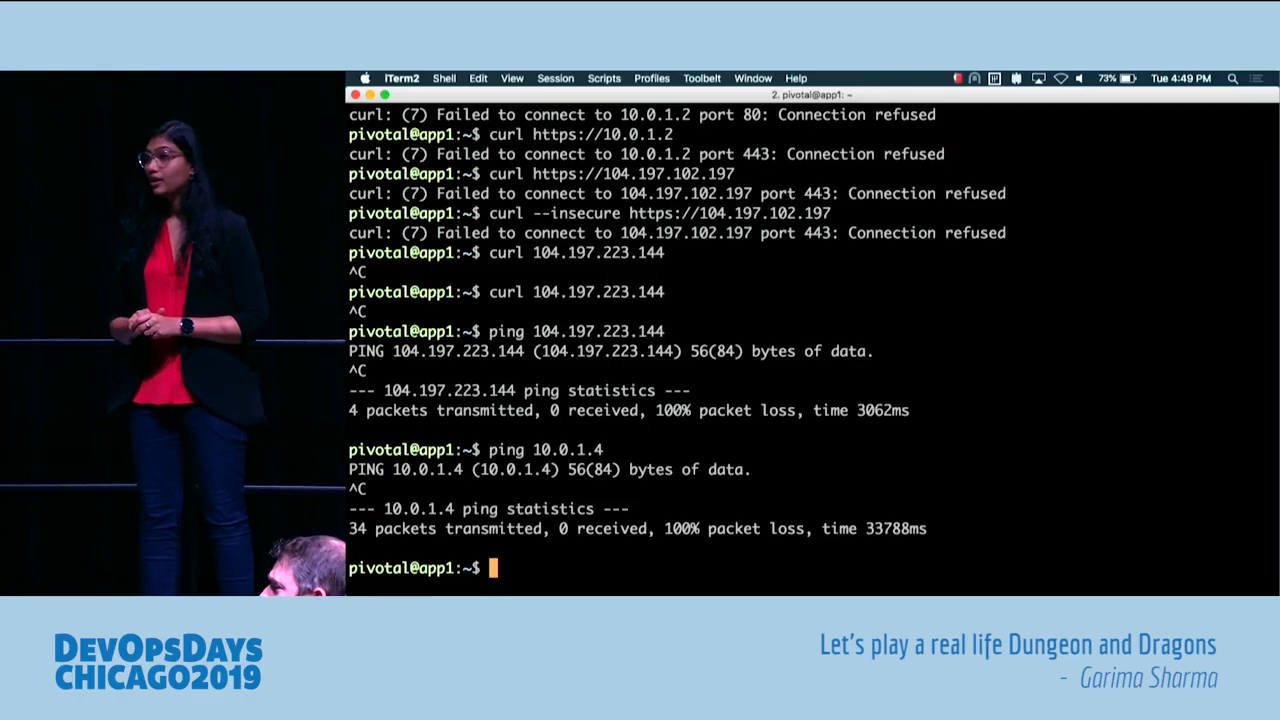 iTerm2 Shell Edit View Session Scripts Profiles Toolbelt Window Help 73% Tue 4:49 PM
2. pivotal@app1: ~
curl: (7) Failed to connect to 10.0.1.2 port 80: Connection refused
pivotal@app1:~$ curl https://10.0.1.2
curl: (7) Failed to connect to 10.0.1.2 port 443: Connection refused
pivotal@app1:~$ curl https://104.197.102.197
curl: (7) Failed to connect to 104.197.102.197 port 443: Connection refused
pivotal@app1:~$ curl --insecure https://104.197.102.197
curl: (7) Failed to connect to 104.197.102.197 port 443: Connection refused
pivotal@app1:~$ curl 104.197.223.144
^C
pivotal@app1:~$ curl 104.197.223.144
^C
pivotal@app1:~$ ping 104.197.223.144
PING 104.197.223.144 (104.197.223.144) 56(84) bytes of data.
^C
--- 104.197.223.144 ping statistics ---
4 packets transmitted, 0 received, 100% packet loss, time 3062ms
pivotal@app1:~$ ping 10.0.1.4
PING 10.0.1.4 (10.0.1.4) 56(84) bytes of data.
^C
--- 10.0.1.4 ping statistics ---
34 packets transmitted, 0 received, 100% packet loss, time 33788ms
pivotal@app1:~$
DevOpsDays
CHICAGO2019
Let's play a real life Dungeon and Dragons
- Garima Sharma